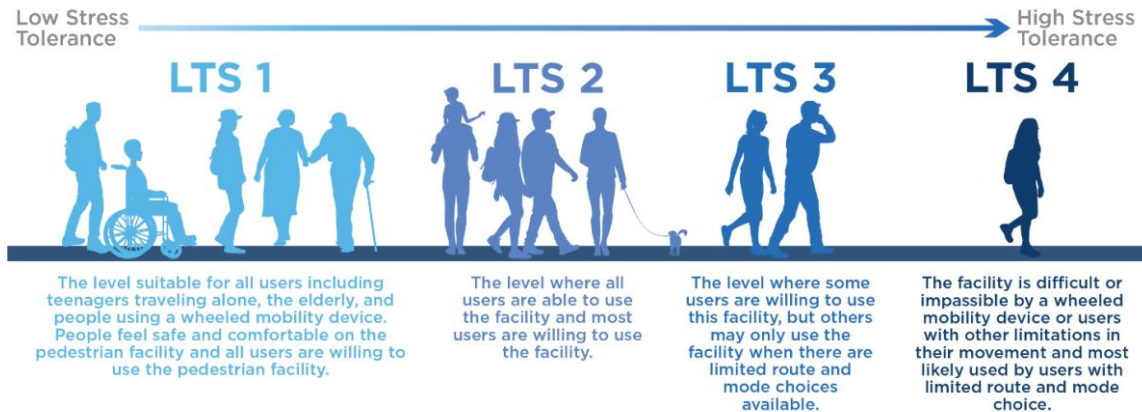 Low Stress
Tolerance
High Stress
Tolerance
LTS 1
LTS 2
LTS 3
LTS 4
The level suitable for all users including
teenagers traveling alone, the elderly, and
people using a wheeled mobility device.
People feel safe and comfortable on the
pedestrian facility and all users are willing to
use the pedestrian facility.
The level where all
users are able to use
the facility and most
users are willing to use
the facility.
The level where some
users are willing to use
this facility, but others
may only use the
facility when there are
limited route and
mode choices
available.
The facility is difficult or
impassible by a wheeled
mobility device or users
with other limitations in
their movement and most
likely used by users with
limited route and mode
choice.